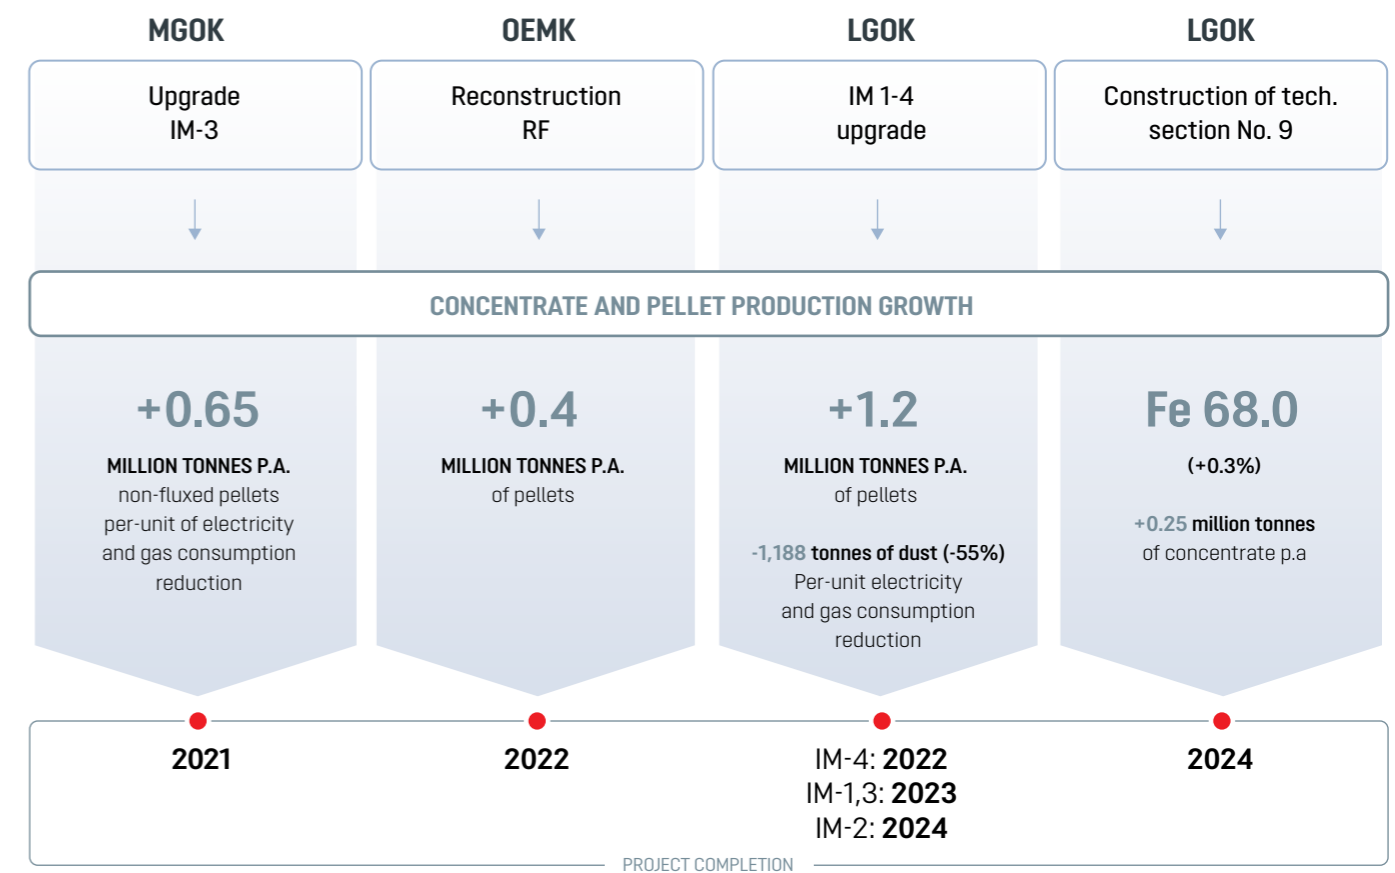 MGOK
Upgrade
IM-3
OEMK
Reconstruction
RF
LGOK
IM 1-4
upgrade
LGOK
Construction of tech.
section No. 9
CONCENTRATE AND PELLET PRODUCTION GROWTH
+0.65
MILLION TONNES P.A.
non-fluxed pellets
per-unit of electricity
and gas consumption
reduction
+0.4
MILLION TONNES P.A.
of pellets
+1.2
MILLION TONNES P.A.
of pellets
-1,188 tonnes of dust (-55%)
Per-unit electricity
and gas consumption
reduction
Fe 68.0
(+0.3%)
+0.25 million tonnes
of concentrate p.a
2021
2022
IM-4: 2022
IM-1,3: 2023
IM-2: 2024
2024
PROJECT COMPLETION